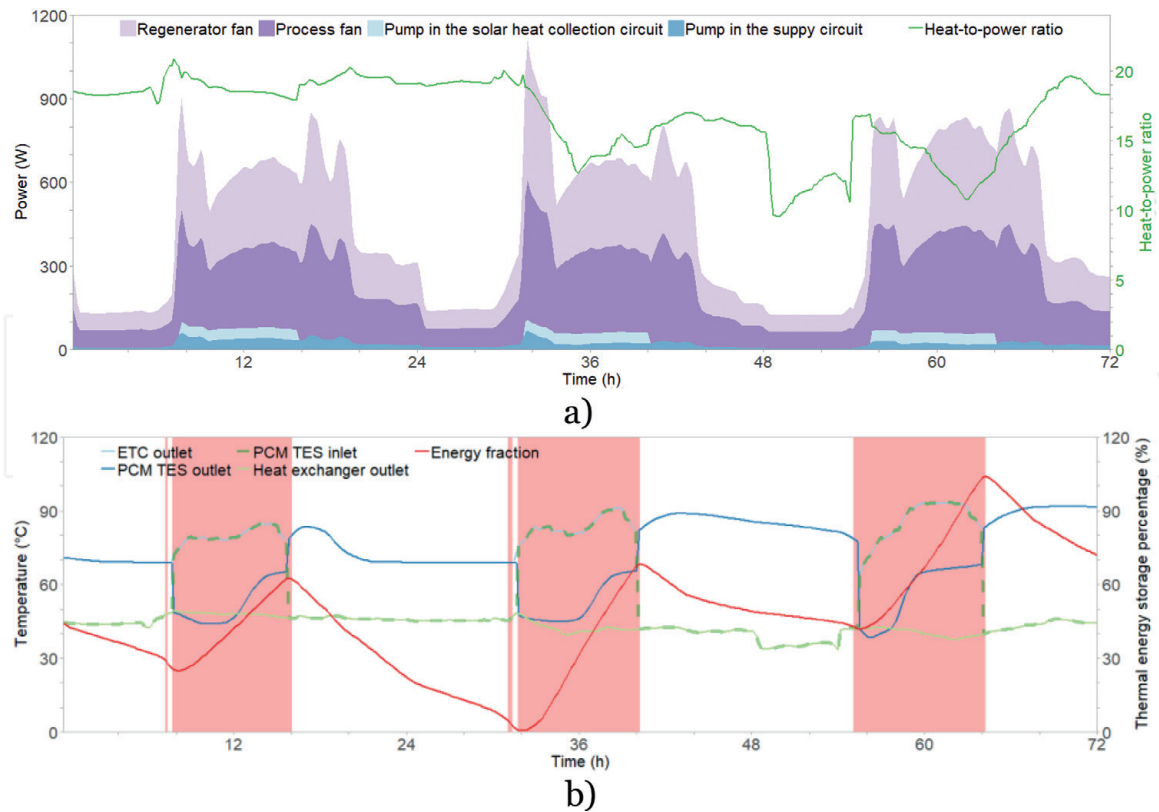 1200
Regenerator fan Process fan Pump in the solar heat collection circuit Pump in the suppy circuit Heat-to-power ratio
900
600
300
0
Power (W)
20
15
10
5
0
Heat-to-power ratio
12 24 36 48 60 72
Time (h)
a)
120
ETC outlet PCM TES inlet Energy fraction
PCM TES outlet Heat exchanger outlet
90
60
30
0
Temperature (°C)
120
90
60
30
0
Thermal energy storage percentage (%)
12 24 36 48 60 72
Time (h)
b)